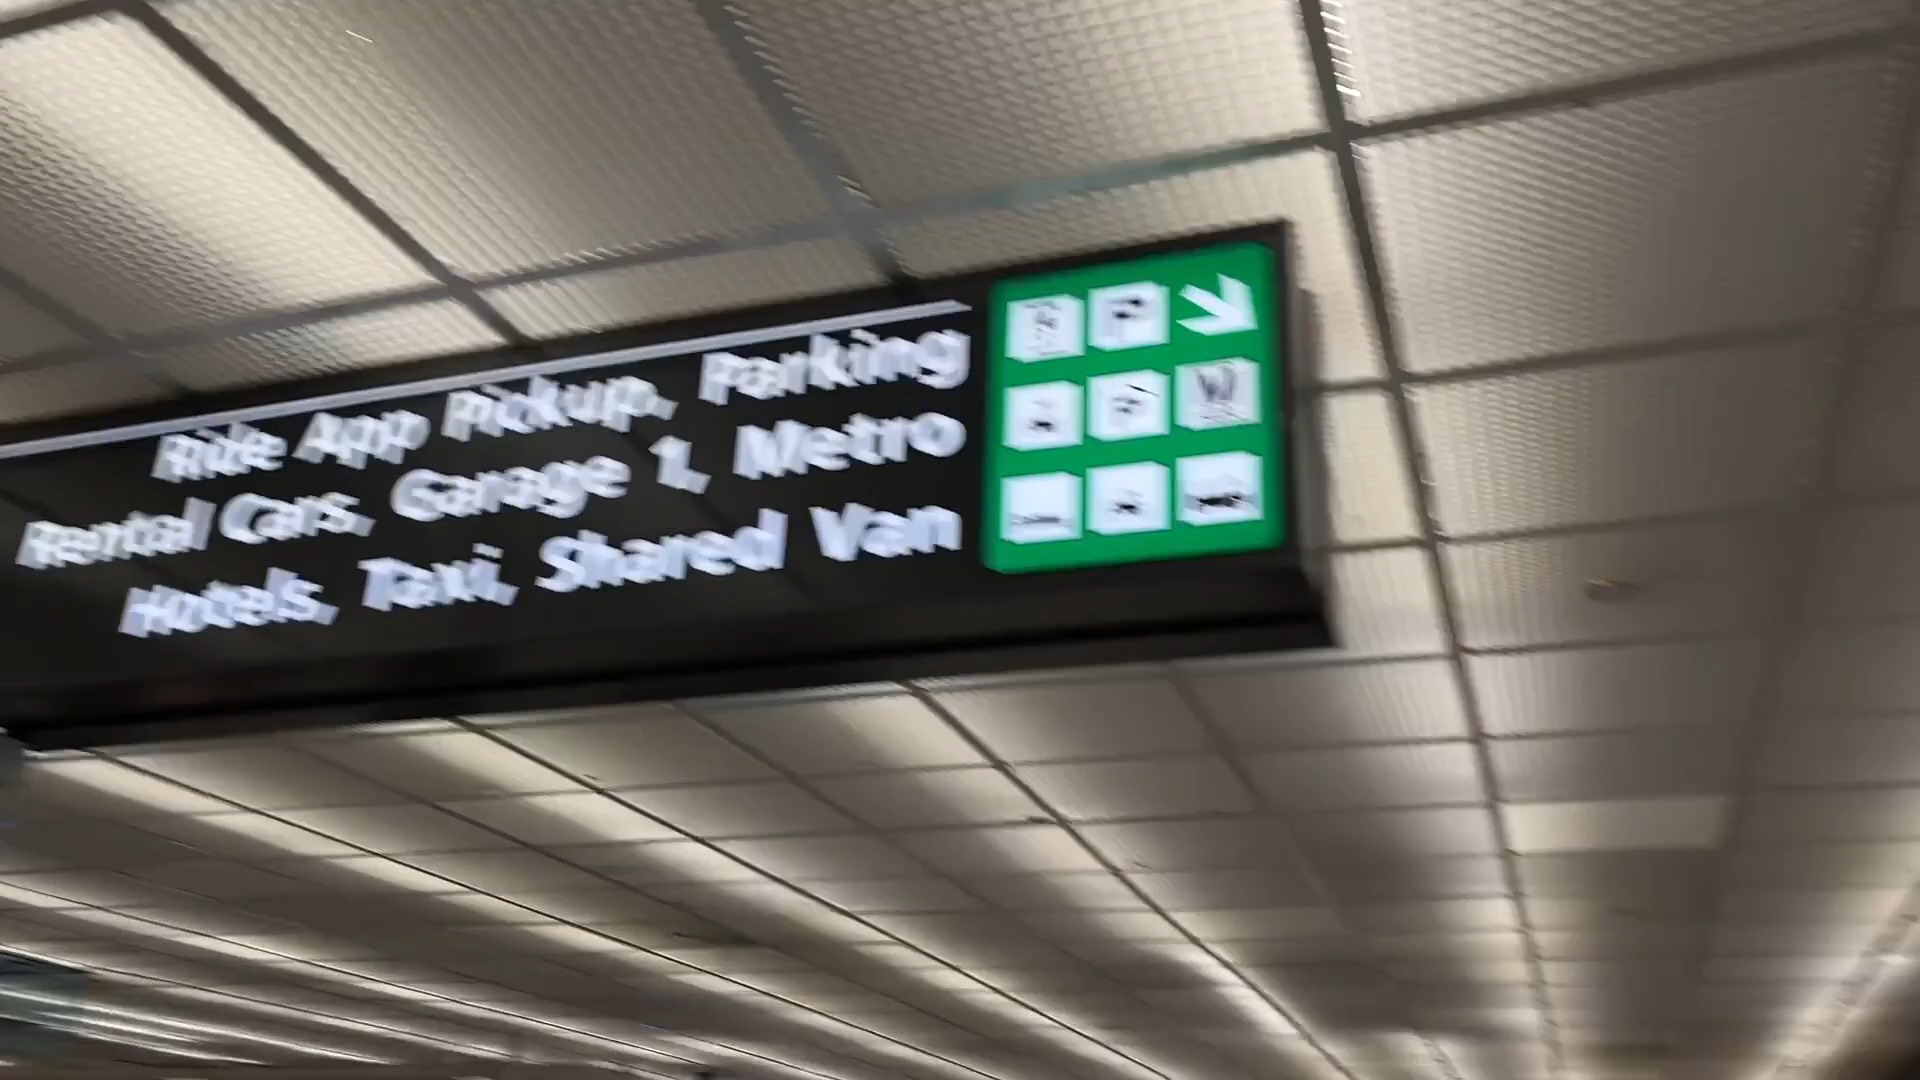 Ride App Pickup, Parking
Rental Cars, Garage 1, Metro
Hotels, Taxi, Shared Van